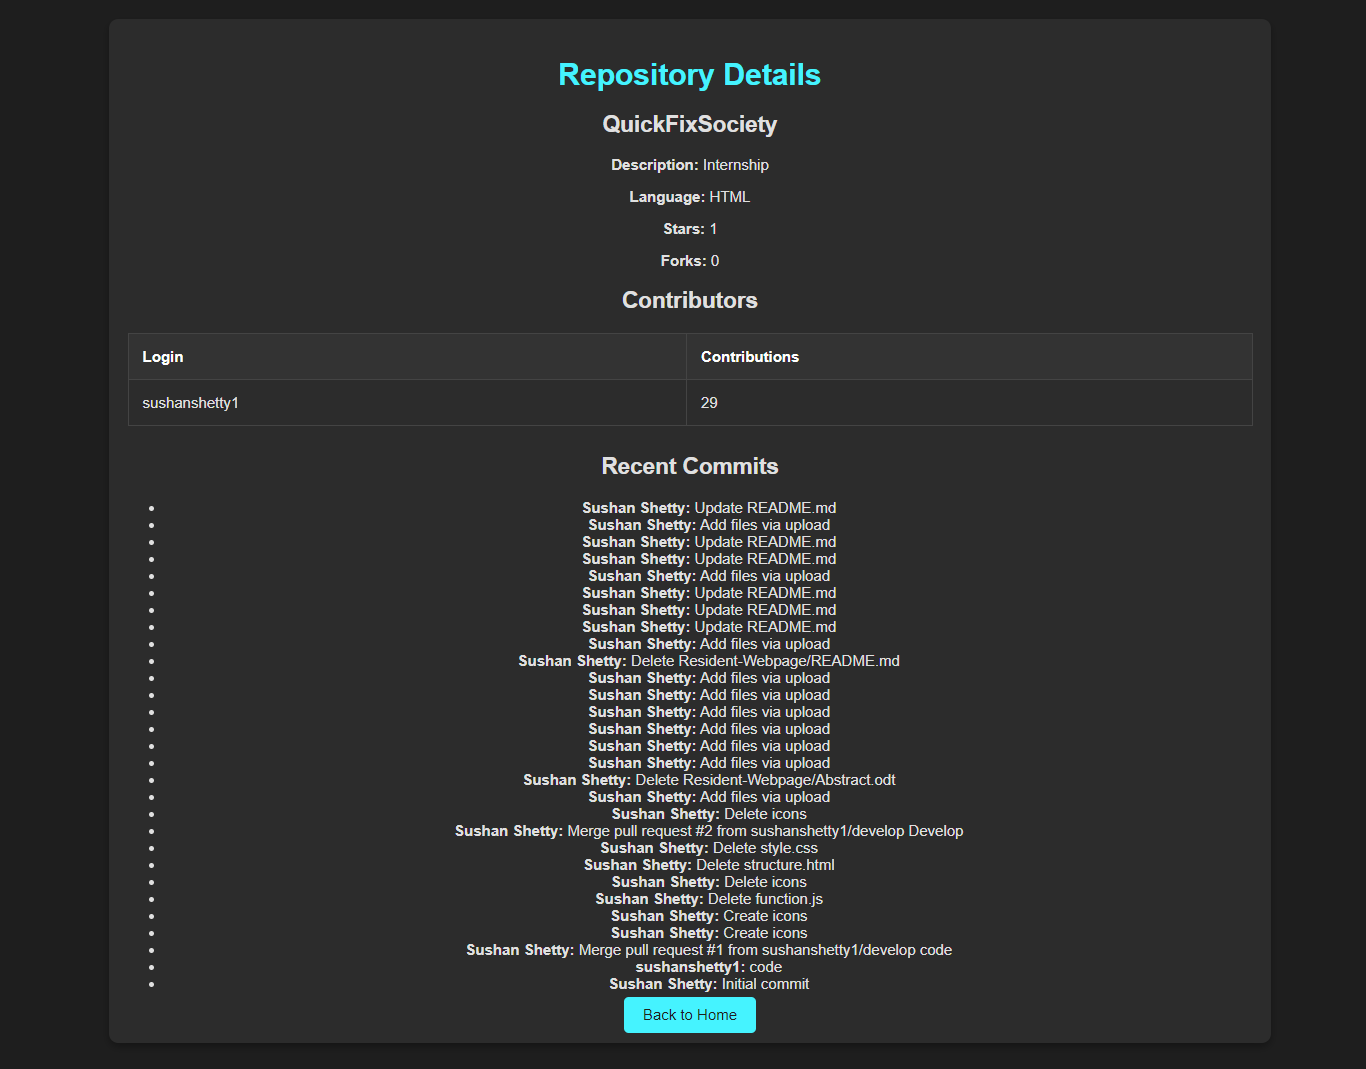 Repository Details
QuickFixSociety
Description: Internship
Language: HTML
Stars: 1
Forks: 0
Contributors
Login Contributions
sushanshetty1 29
Recent Commits
Sushan Shetty: Update README.md
Sushan Shetty: Add files via upload
Sushan Shetty: Update README.md
Sushan Shetty: Update README.md
Sushan Shetty: Add files via upload
Sushan Shetty: Update README.md
Sushan Shetty: Update README.md
Sushan Shetty: Update README.md
Sushan Shetty: Add files via upload
Sushan Shetty: Delete Resident-Webpage/README.md
Sushan Shetty: Add files via upload
Sushan Shetty: Add files via upload
Sushan Shetty: Add files via upload
Sushan Shetty: Add files via upload
Sushan Shetty: Add files via upload
Sushan Shetty: Add files via upload
Sushan Shetty: Delete Resident-Webpage/Abstract.odt
Sushan Shetty: Add files via upload
Sushan Shetty: Delete icons
Sushan Shetty: Merge pull request #2 from sushanshetty1/develop Develop
Sushan Shetty: Delete style.css
Sushan Shetty: Delete structure.html
Sushan Shetty: Delete icons
Sushan Shetty: Delete function.js
Sushan Shetty: Create icons
Sushan Shetty: Create icons
Sushan Shetty: Merge pull request #1 from sushanshetty1/develop code
sushanshetty1: code
Sushan Shetty: Initial commit
Back to Home